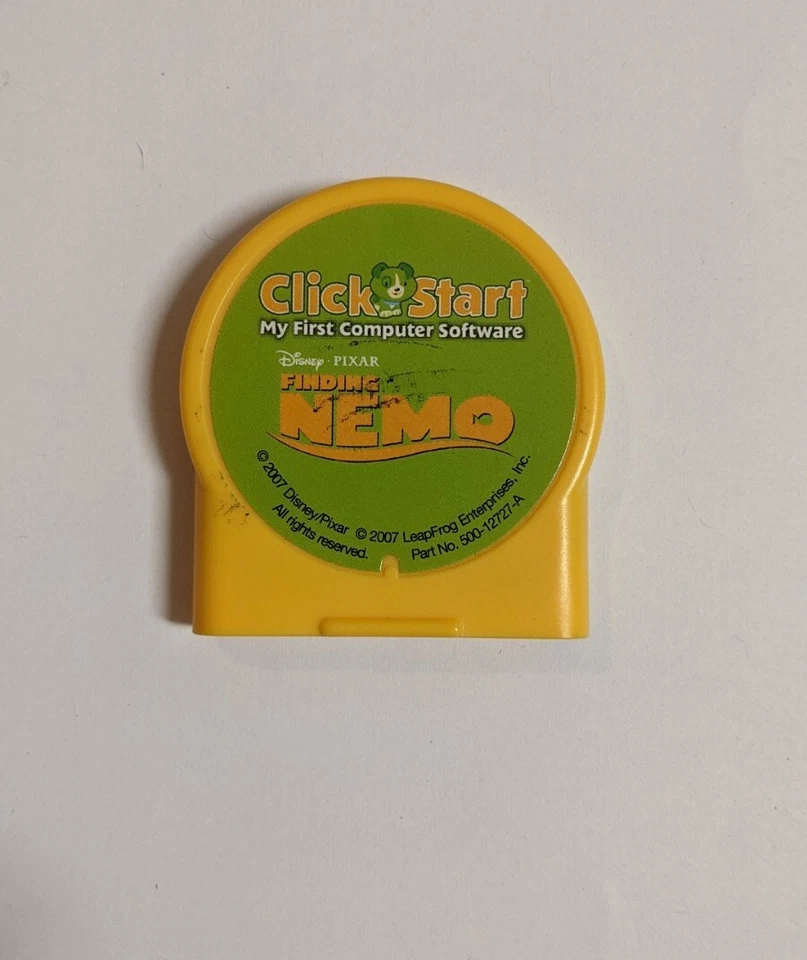 Click Start™
My First Computer Software
Disney · PIXAR
FINDING
NEMO
© 2007 Disney/Pixar © 2007 LeapFrog Enterprises, Inc.
All rights reserved. Part No. 500-12727-A